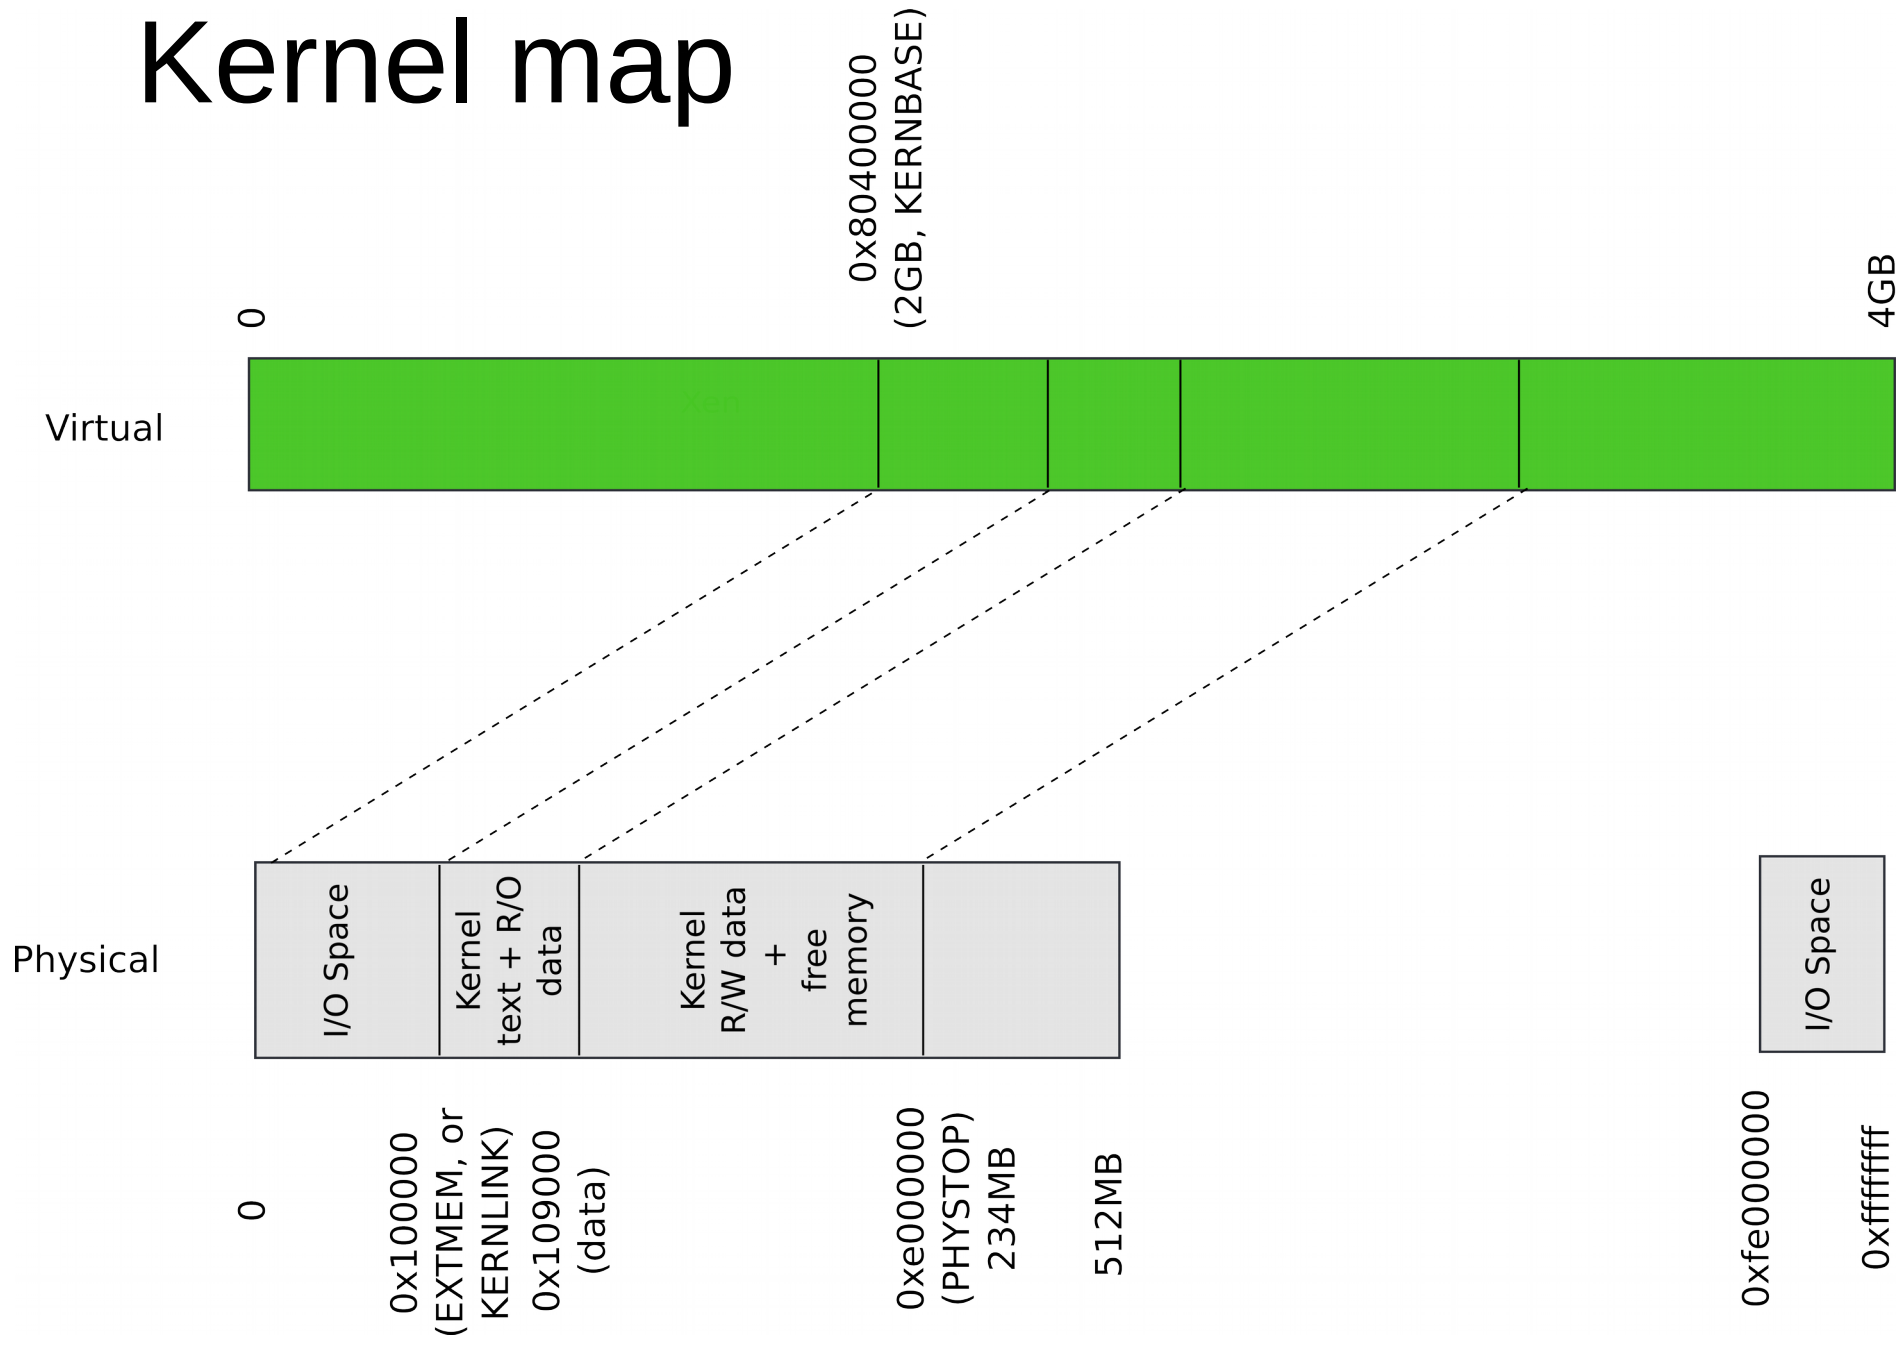 Kernel map
0
0x80400000
(2GB, KERNBASE)
4GB
Virtual
Xen
Physical
I/O Space
Kernel
text + R/O
data
Kernel
R/W data
+
free
memory
I/O Space
0
0x100000
(EXTMEM, or
KERNLINK)
0x109000
(data)
0xe000000
(PHYSTOP)
234MB
512MB
0xfe000000
0xffffffff